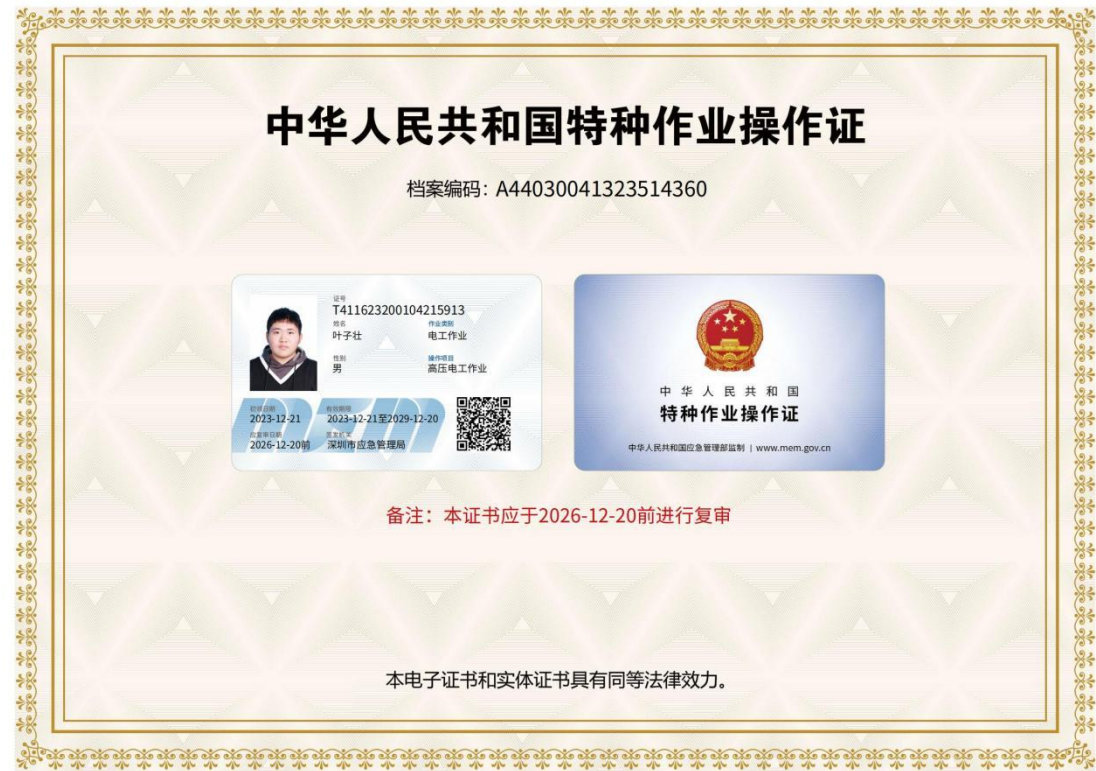 中华人民共和国特种作业操作证
档案编码：A44030041323514360
证号
T411623200104215913
姓名 作业类别
叶子壮 电工作业
性别 操作项目
男 高压电工作业
初领日期 有效期限
2023-12-21 2023-12-21至2029-12-20
应复审日期 签发机关
2026-12-20前 深圳市应急管理局
中华人民共和国
特种作业操作证
中华人民共和国应急管理部监制 | www.mem.gov.cn
备注：本证书应于2026-12-20前进行复审
本电子证书和实体证书具有同等法律效力。